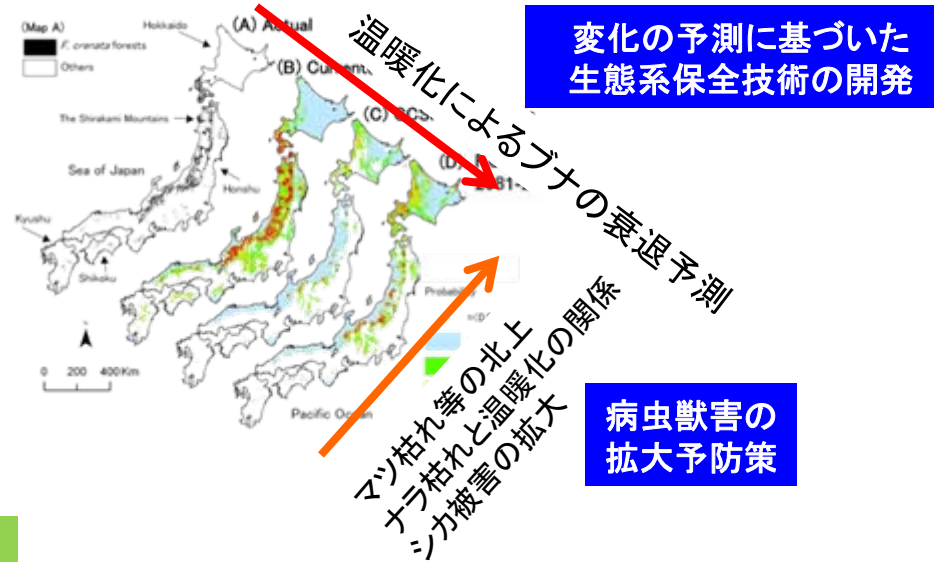 (Map A)
F. crenata forests
Others
Hokkaido
(A) Actual
(B) Current
(C)
(D)
The Shirakami Mountains
Sea of Japan
Honshu
Kyushu
Shikoku
0 200 400Km
Pacific Ocean
Probability
温暖化によるブナの衰退予測
変化の予測に基づいた
生態系保全技術の開発
マツ枯れ等の北上
ナラ枯れと温暖化の関係
シカ被害の拡大
病虫獣害の
拡大予防策